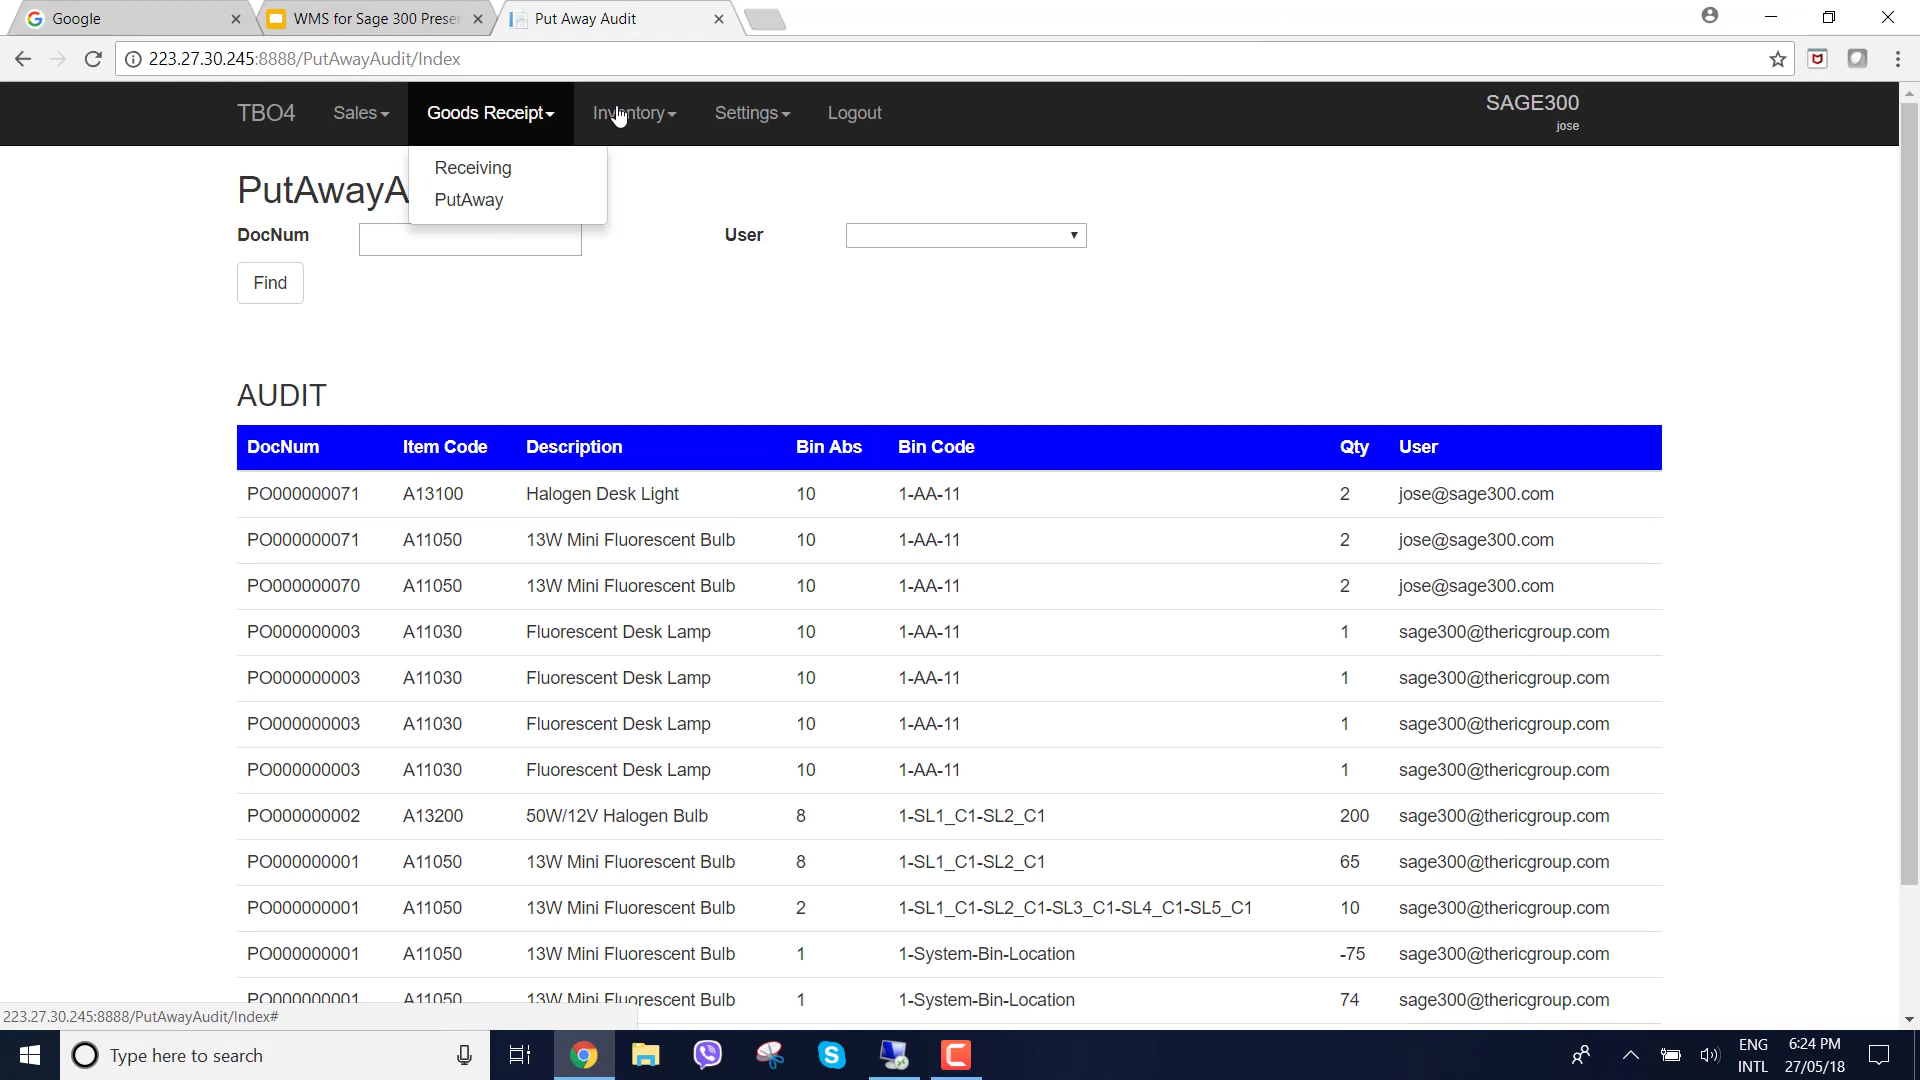 Google
WMS for Sage 300 Presen
Put Away Audit
223.27.30.245:8888/PutAwayAudit/Index
TBO4 Sales Goods Receipt Inventory Settings Logout SAGE300
jose
Receiving
PutAway
PutAwayA
DocNum User
Find
AUDIT
DocNum Item Code Description Bin Abs Bin Code Qty User
PO000000071 A13100 Halogen Desk Light 10 1-AA-11 2 jose@sage300.com
PO000000071 A11050 13W Mini Fluorescent Bulb 10 1-AA-11 2 jose@sage300.com
PO000000070 A11050 13W Mini Fluorescent Bulb 10 1-AA-11 2 jose@sage300.com
PO000000003 A11030 Fluorescent Desk Lamp 10 1-AA-11 1 sage300@thericgroup.com
PO000000003 A11030 Fluorescent Desk Lamp 10 1-AA-11 1 sage300@thericgroup.com
PO000000003 A11030 Fluorescent Desk Lamp 10 1-AA-11 1 sage300@thericgroup.com
PO000000003 A11030 Fluorescent Desk Lamp 10 1-AA-11 1 sage300@thericgroup.com
PO000000002 A13200 50W/12V Halogen Bulb 8 1-SL1_C1-SL2_C1 200 sage300@thericgroup.com
PO000000001 A11050 13W Mini Fluorescent Bulb 8 1-SL1_C1-SL2_C1 65 sage300@thericgroup.com
PO000000001 A11050 13W Mini Fluorescent Bulb 2 1-SL1_C1-SL2_C1-SL3_C1-SL4_C1-SL5_C1 10 sage300@thericgroup.com
PO000000001 A11050 13W Mini Fluorescent Bulb 1 1-System-Bin-Location -75 sage300@thericgroup.com
PO000000001 A11050 13W Mini Fluorescent Bulb 1 1-System-Bin-Location 74 sage300@thericgroup.com
223.27.30.245:8888/PutAwayAudit/Index#
Type here to search
ENG 6:24 PM
INTL 27/05/18